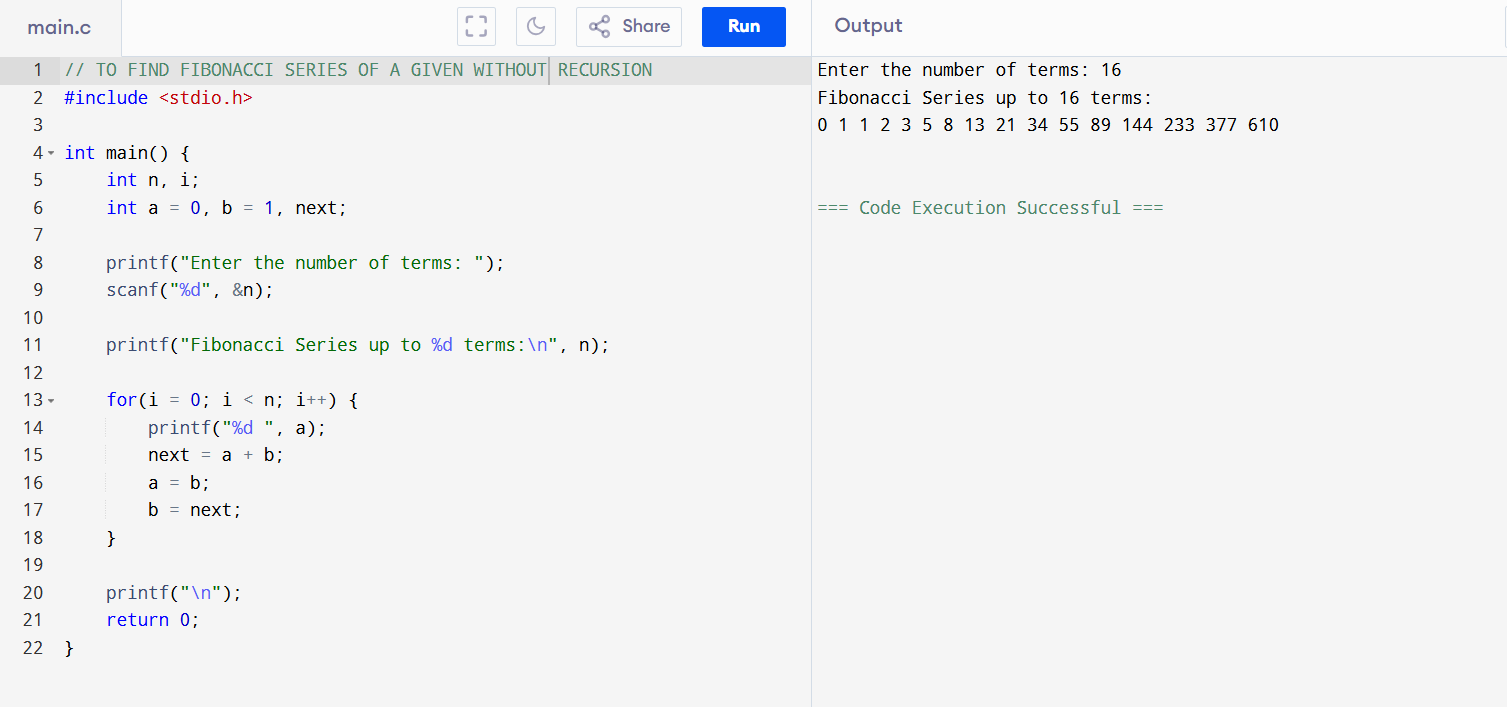 main.c
Share
Run
Output
1 // TO FIND FIBONACCI SERIES OF A GIVEN WITHOUT RECURSION
2 #include <stdio.h>
3
4 int main() {
5     int n, i;
6     int a = 0, b = 1, next;
7
8     printf("Enter the number of terms: ");
9     scanf("%d", &n);
10
11     printf("Fibonacci Series up to %d terms:\n", n);
12
13     for(i = 0; i < n; i++) {
14         printf("%d ", a);
15         next = a + b;
16         a = b;
17         b = next;
18     }
19
20     printf("\n");
21     return 0;
22 }
Enter the number of terms: 16
Fibonacci Series up to 16 terms:
0 1 1 2 3 5 8 13 21 34 55 89 144 233 377 610
=== Code Execution Successful ===